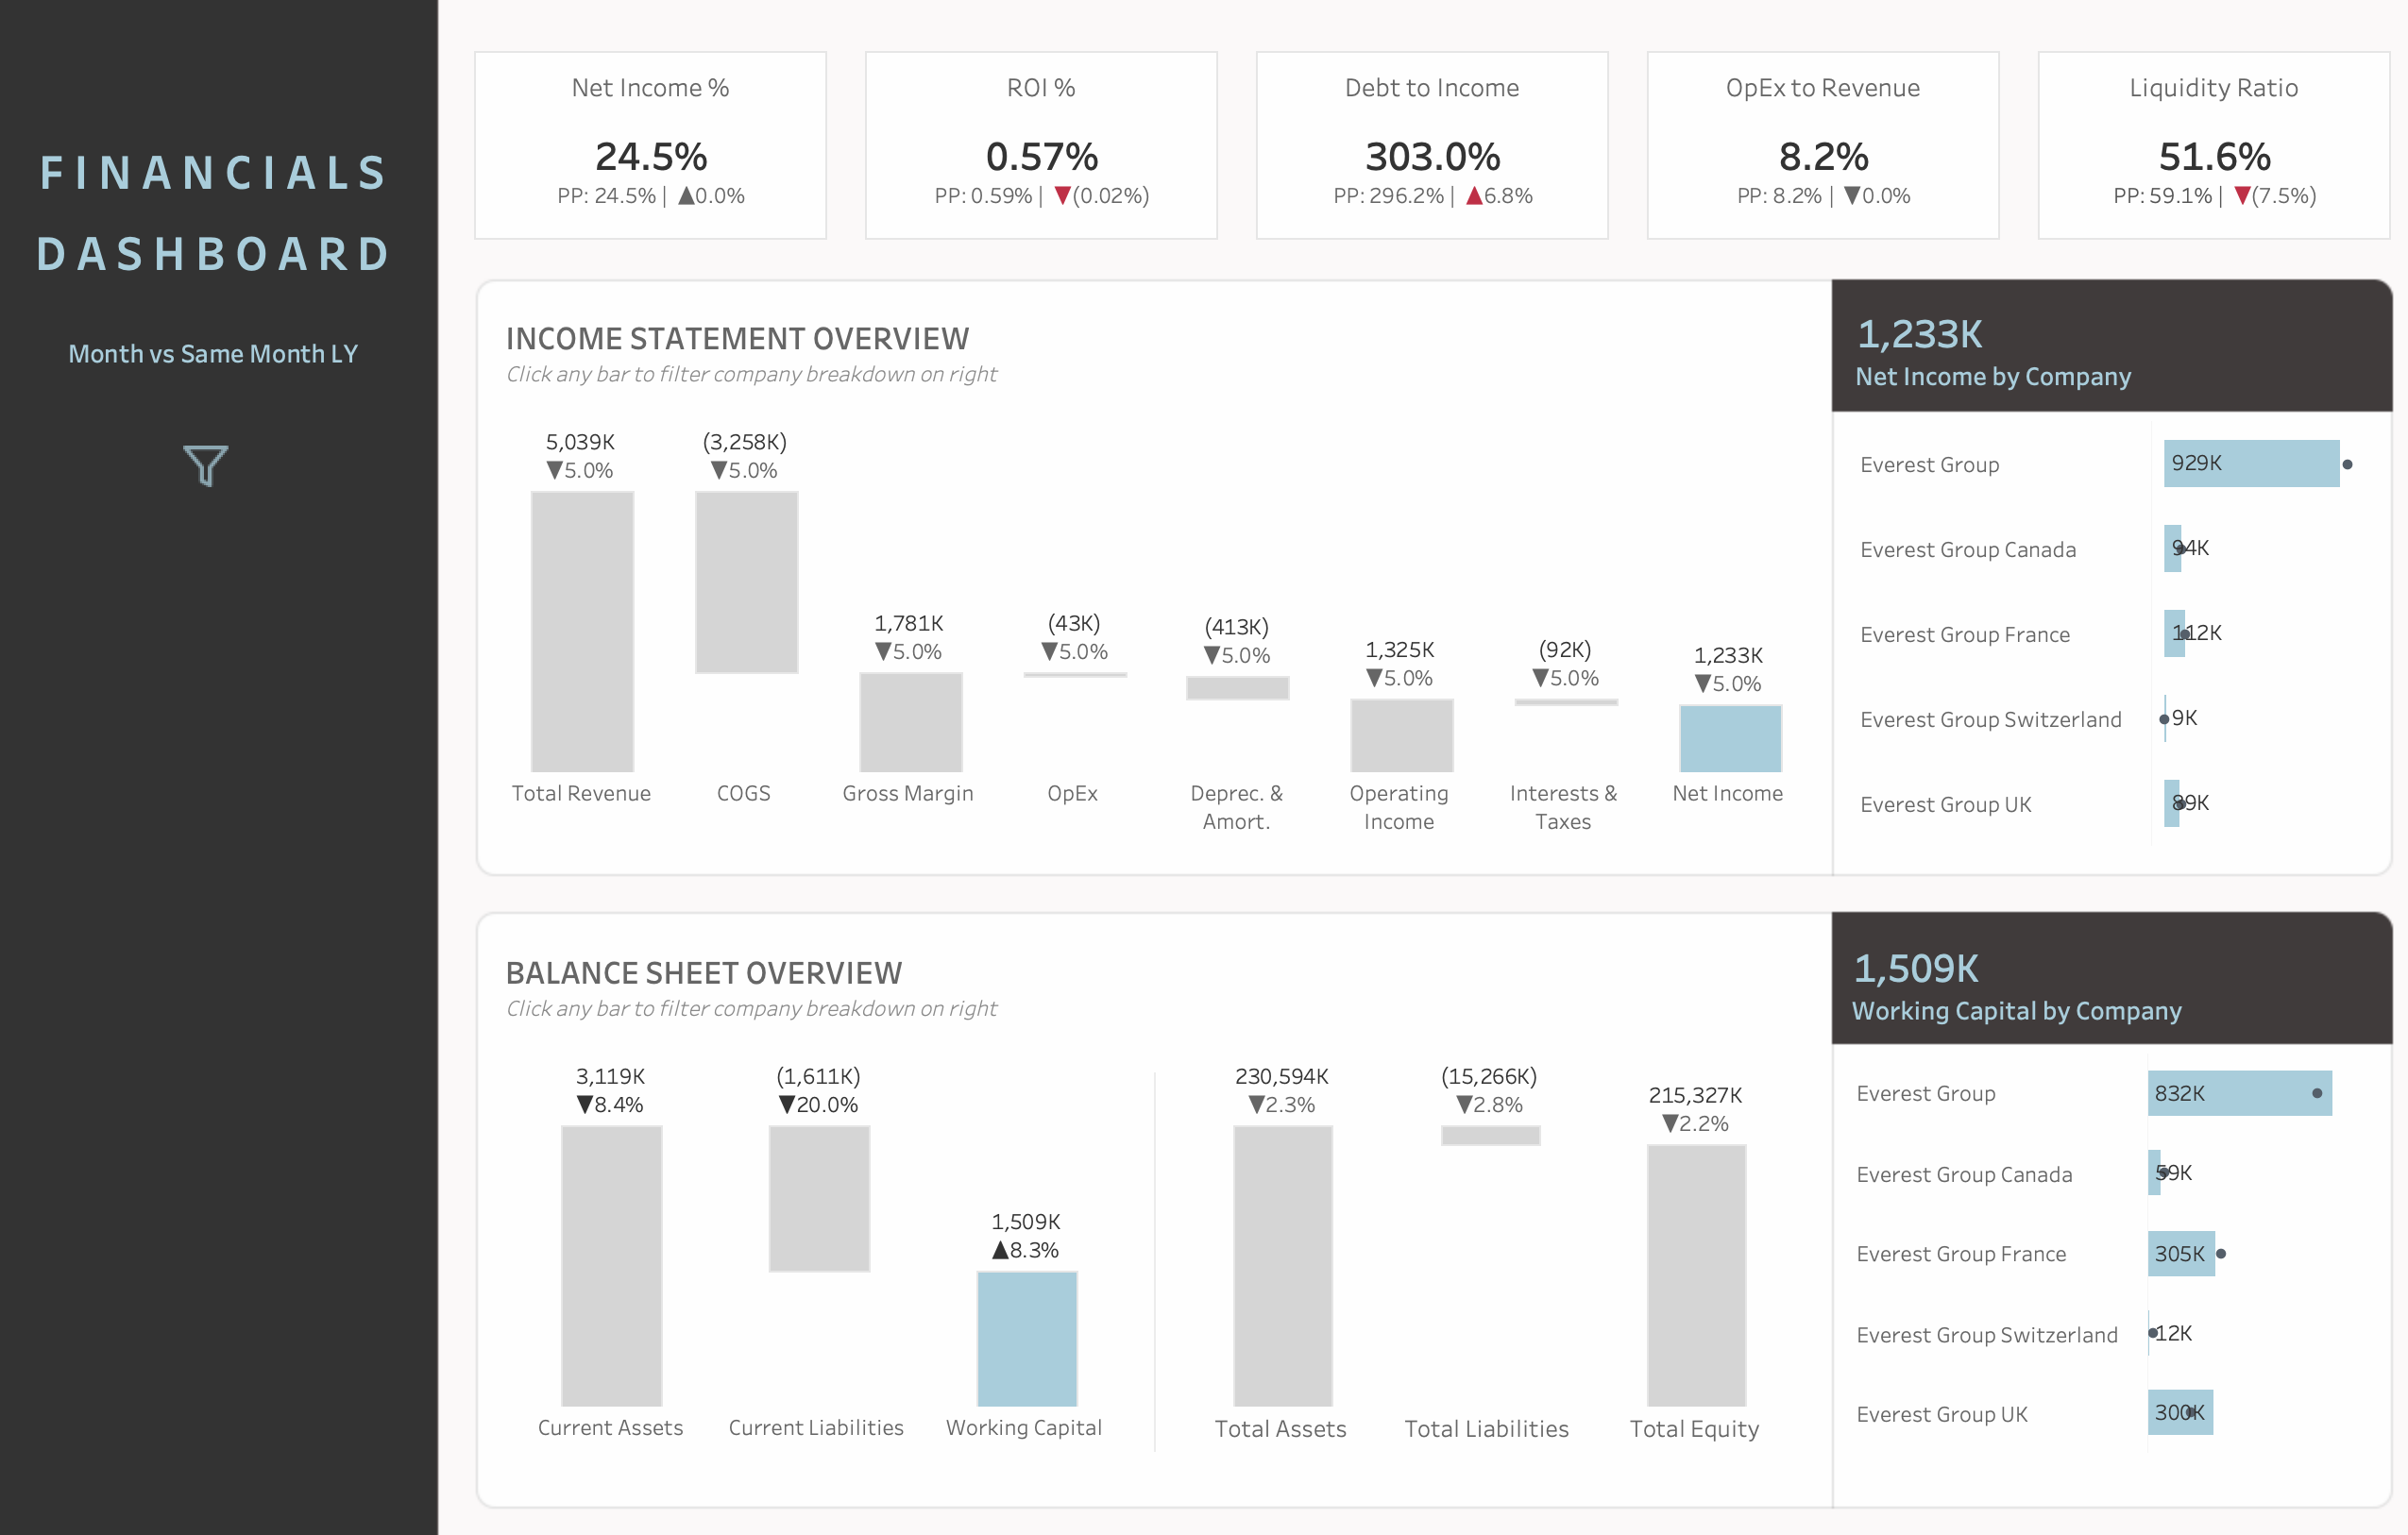 FINANCIALS
DASHBOARD
Month vs Same Month LY
Net Income %
24.5%
PP: 24.5% | ▲0.0%
ROI %
0.57%
PP: 0.59% | ▼(0.02%)
Debt to Income
303.0%
PP: 296.2% | ▲6.8%
OpEx to Revenue
8.2%
PP: 8.2% | ▼0.0%
Liquidity Ratio
51.6%
PP: 59.1% | ▼(7.5%)
INCOME STATEMENT OVERVIEW
Click any bar to filter company breakdown on right
5,039K
▼5.0%
Total Revenue
(3,258K)
▼5.0%
COGS
1,781K
▼5.0%
Gross Margin
(43K)
▼5.0%
OpEx
(413K)
▼5.0%
Deprec. &
Amort.
1,325K
▼5.0%
Operating
Income
(92K)
▼5.0%
Interests &
Taxes
1,233K
▼5.0%
Net Income
1,233K
Net Income by Company
Everest Group 929K
Everest Group Canada 94K
Everest Group France 112K
Everest Group Switzerland 9K
Everest Group UK 89K
BALANCE SHEET OVERVIEW
Click any bar to filter company breakdown on right
3,119K
▼8.4%
Current Assets
(1,611K)
▼20.0%
Current Liabilities
1,509K
▲8.3%
Working Capital
230,594K
▼2.3%
Total Assets
(15,266K)
▼2.8%
Total Liabilities
215,327K
▼2.2%
Total Equity
1,509K
Working Capital by Company
Everest Group 832K
Everest Group Canada 59K
Everest Group France 305K
Everest Group Switzerland 12K
Everest Group UK 300K